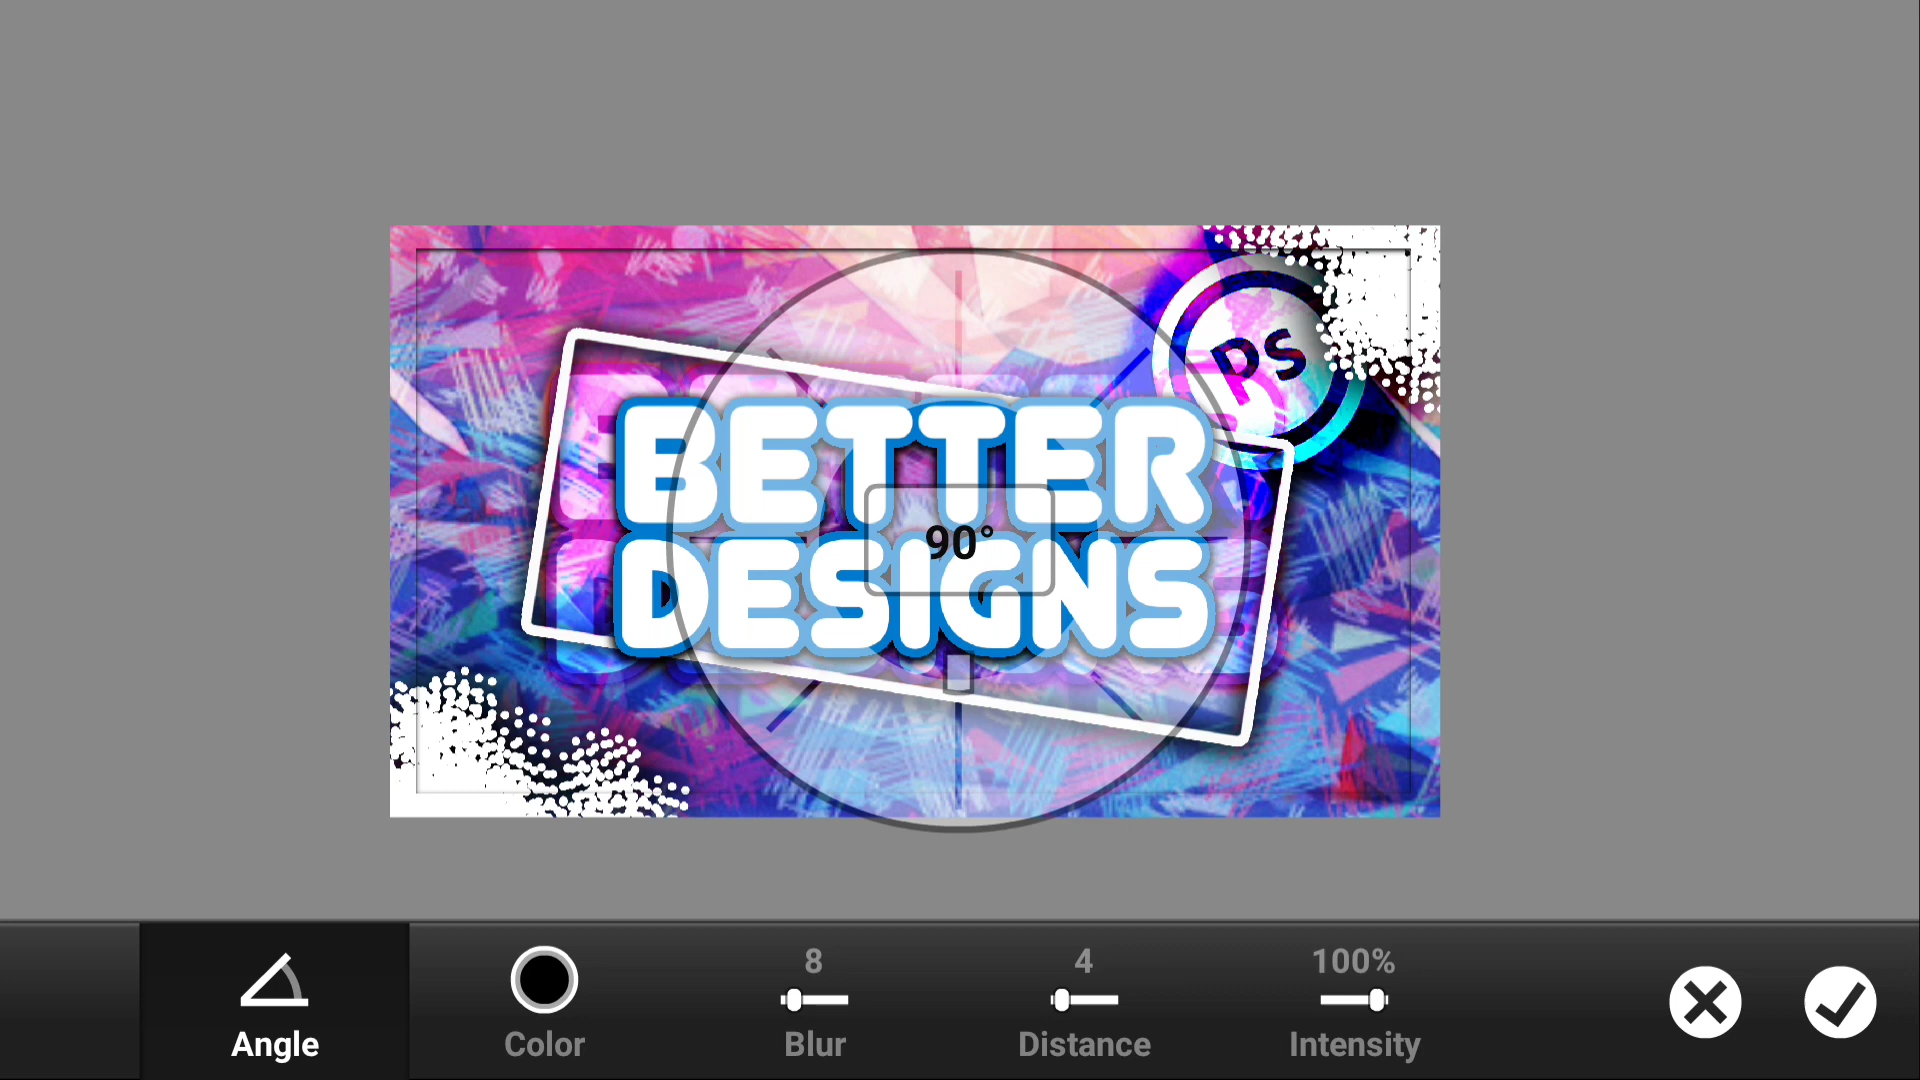 PS
BETTER
90°
DESIGNS
8
4
100%
Angle
Color
Blur
Distance
Intensity